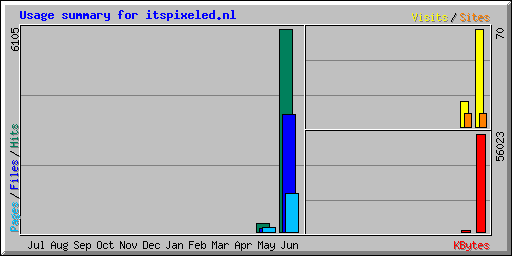 Usage summary for itspixeled.nl
Visits/Sites
6105
70
Pages/Files/Hits
56023
Jul Aug Sep Oct Nov Dec Jan Feb Mar Apr May Jun
KBytes